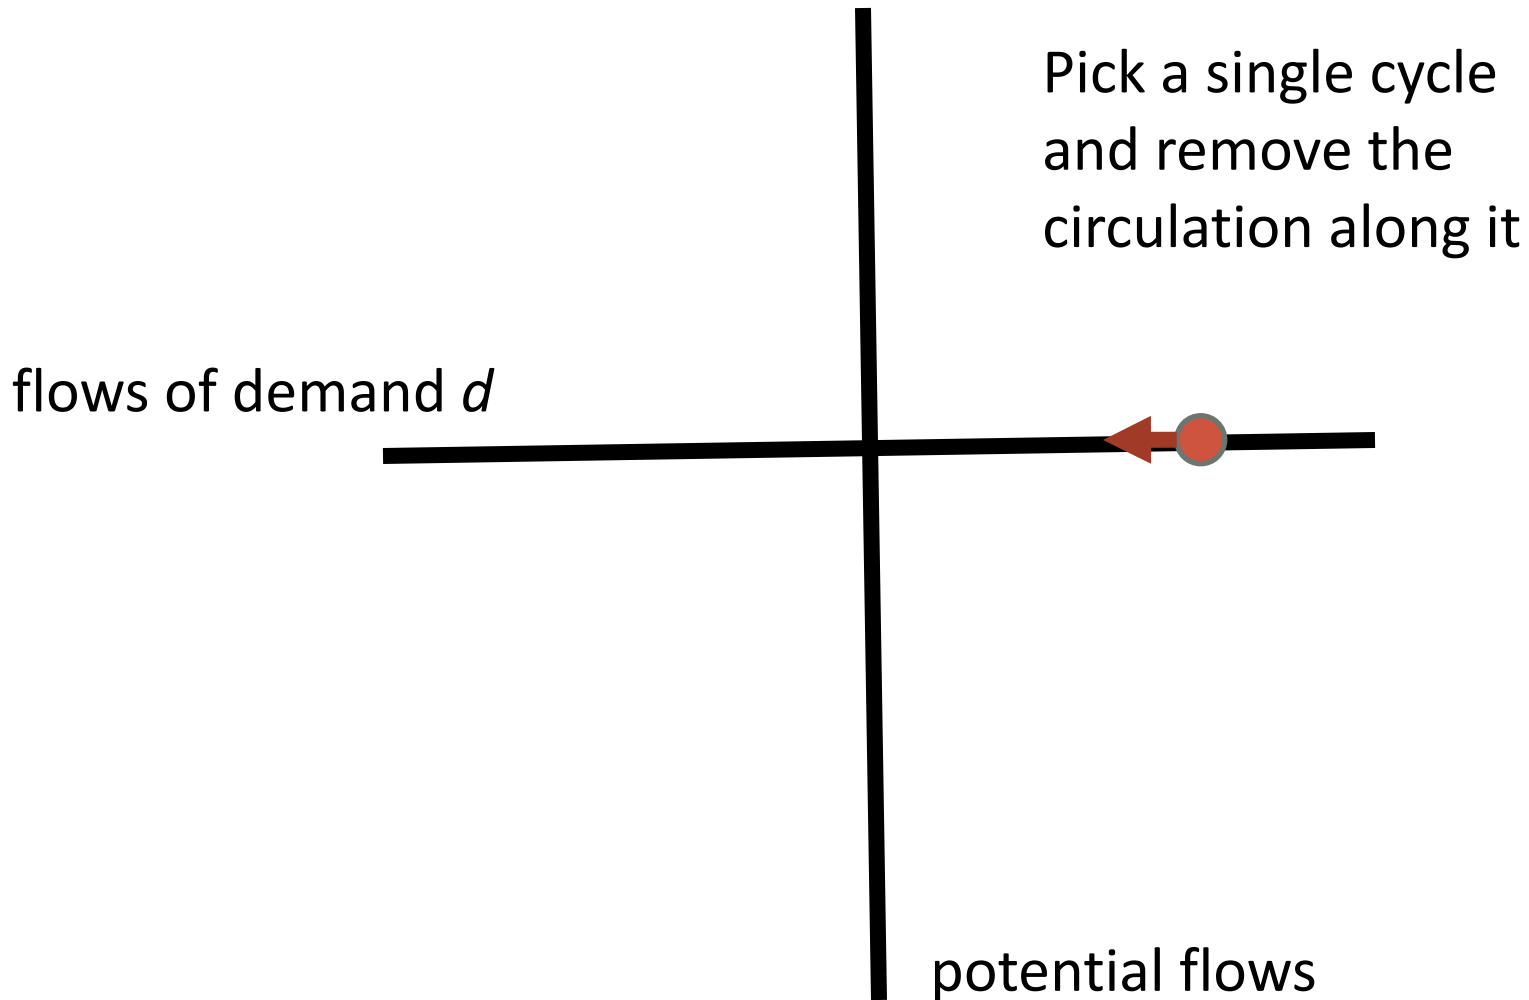 Pick a single cycle
and remove the
circulation along it
flows of demand d
potential flows